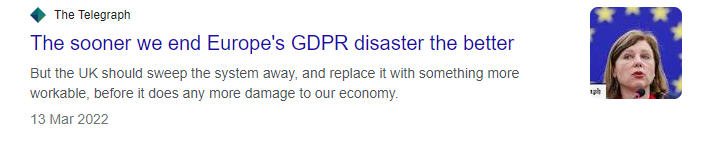 The Telegraph
The sooner we end Europe's GDPR disaster the better
But the UK should sweep the system away, and replace it with something more
workable, before it does any more damage to our economy.
13 Mar 2022